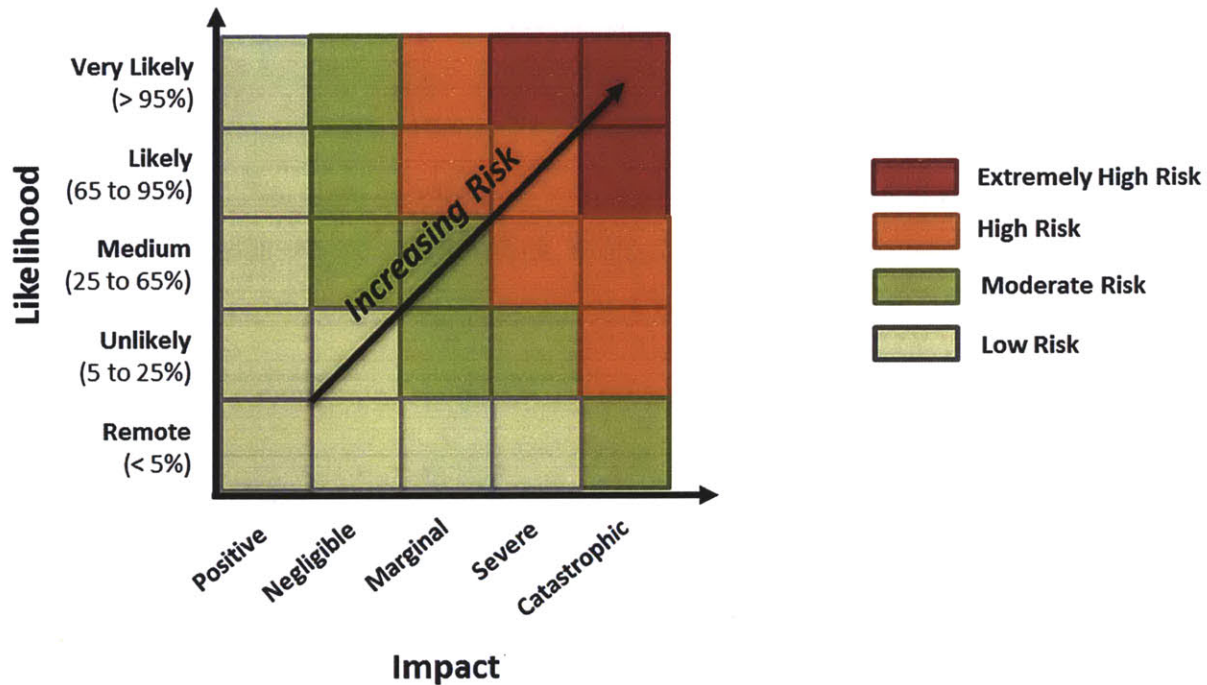 Likelihood
Very Likely
(> 95%)
Likely
(65 to 95%)
Medium
(25 to 65%)
Unlikely
(5 to 25%)
Remote
(< 5%)
Increasing Risk
Positive
Negligible
Marginal
Severe
Catastrophic
Impact
Extremely High Risk
High Risk
Moderate Risk
Low Risk